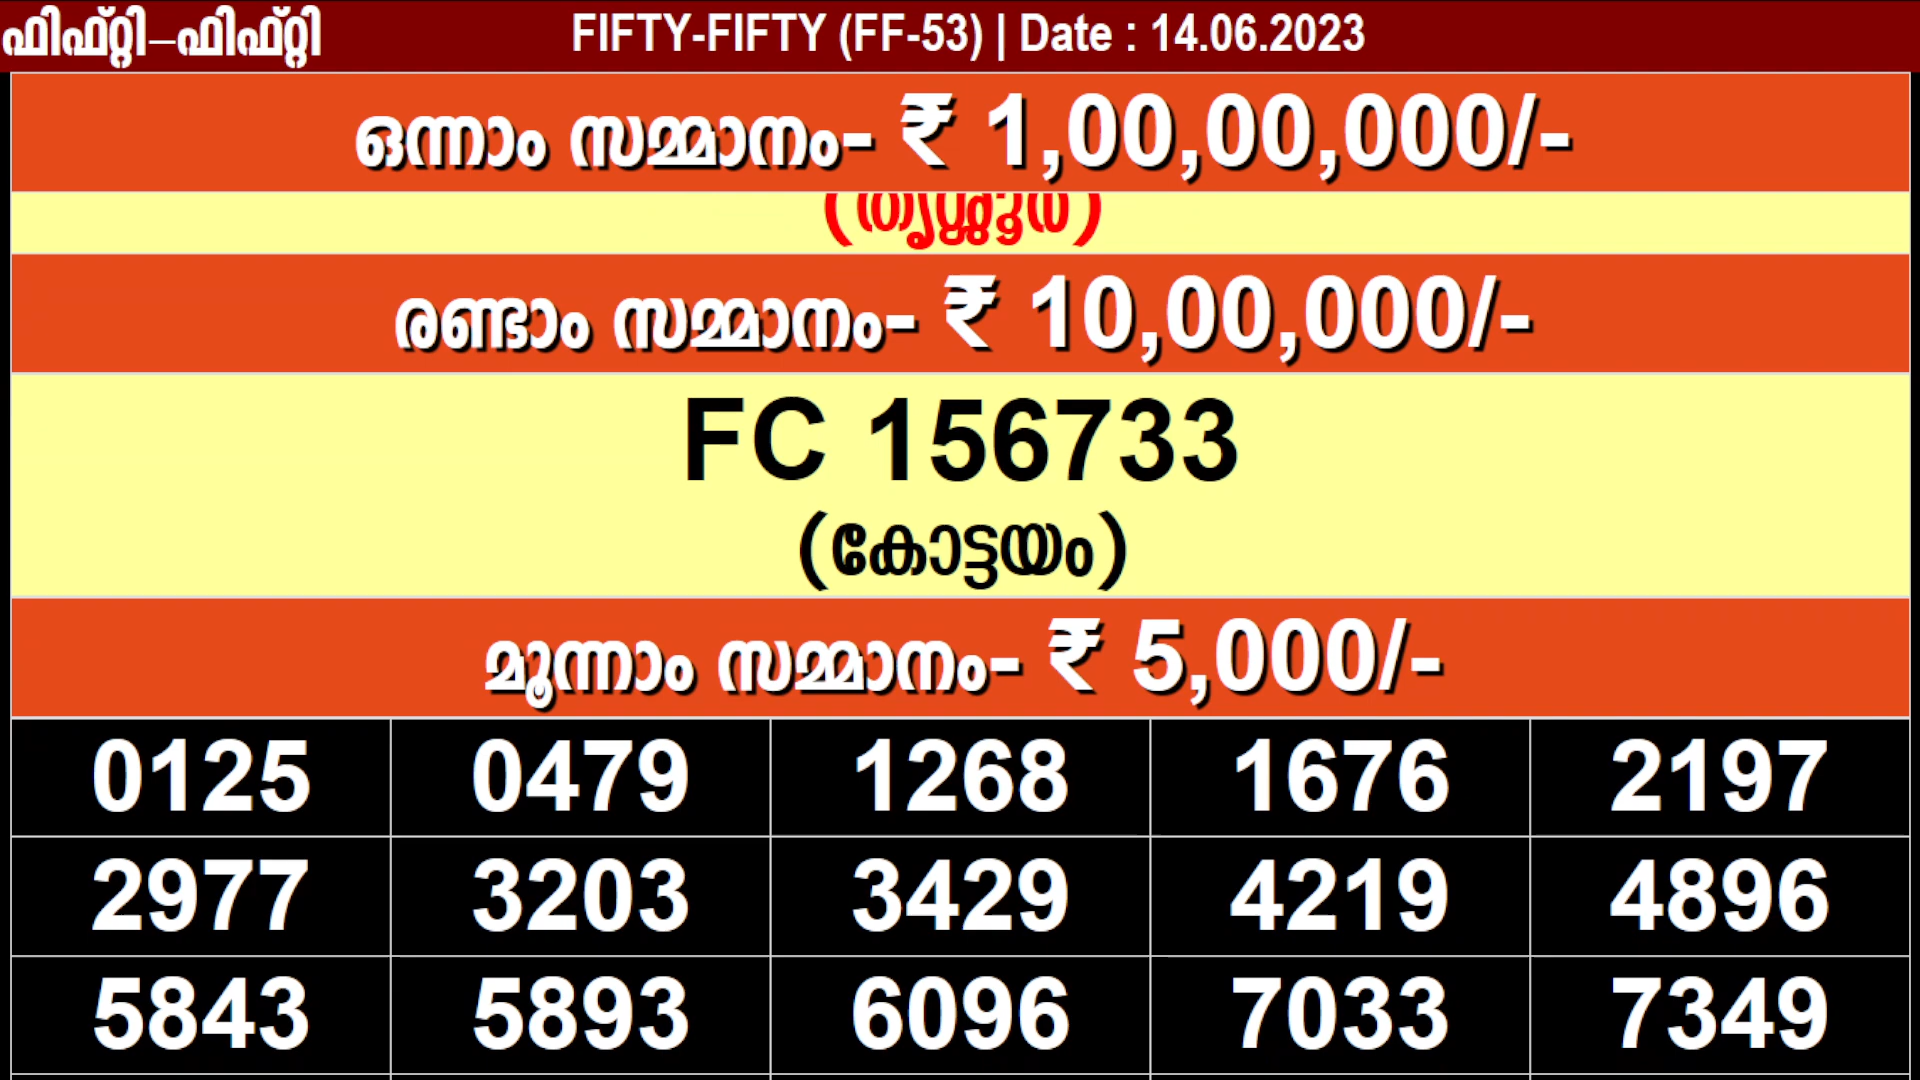 ഫിഫ്റ്റി–ഫിഫ്റ്റി FIFTY-FIFTY (FF-53) | Date : 14.06.2023
ഒന്നാം സമ്മാനം- ₹ 1,00,00,000/-
(തൃശ്ശൂർ)
രണ്ടാം സമ്മാനം- ₹ 10,00,000/-
FC 156733
(കോട്ടയം)
മൂന്നാം സമ്മാനം- ₹ 5,000/-
0125 0479 1268 1676 2197
2977 3203 3429 4219 4896
5843 5893 6096 7033 7349